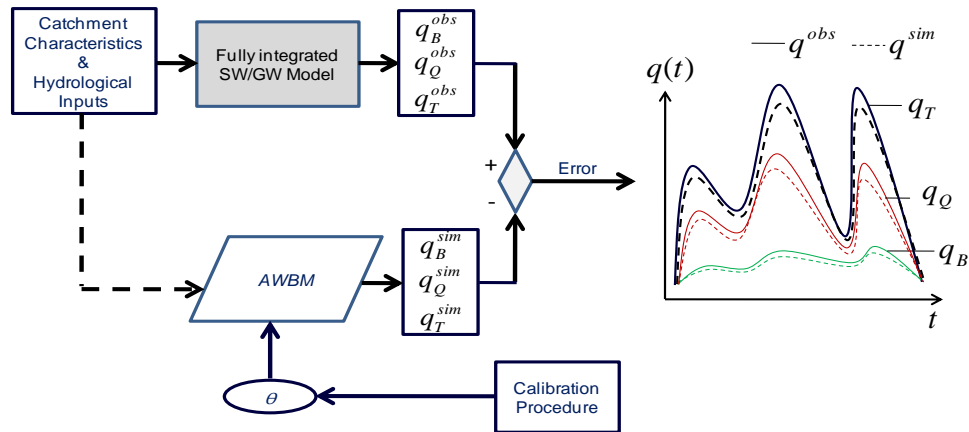 Catchment
Characteristics
&
Hydrological
Inputs
Fully integrated
SW/GW Model
q_B^{obs}
q_Q^{obs}
q_T^{obs}
+
-
Error
AWBM
q_B^{sim}
q_Q^{sim}
q_T^{sim}
θ
Calibration
Procedure
q^{obs} q^{sim}
q(t)
q_T
q_Q
q_B
t